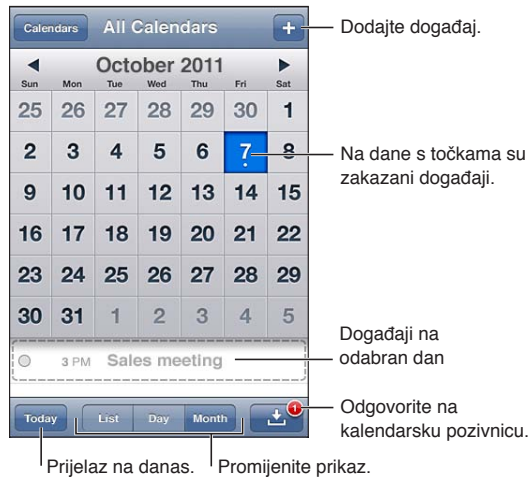 Calendars All Calendars +
Dodajte događaj.
October 2011
Sun Mon Tue Wed Thu Fri Sat
25 26 27 28 29 30 1
2 3 4 5 6 7 8
Na dane s točkama su
zakazani događaji.
9 10 11 12 13 14 15
16 17 18 19 20 21 22
23 24 25 26 27 28 29
30 31 1 2 3 4 5
Događaji na
odabran dan
3 PM Sales meeting
Today List Day Month 1
Odgovorite na
kalendarsku pozivnicu.
Prijelaz na danas. Promijenite prikaz.